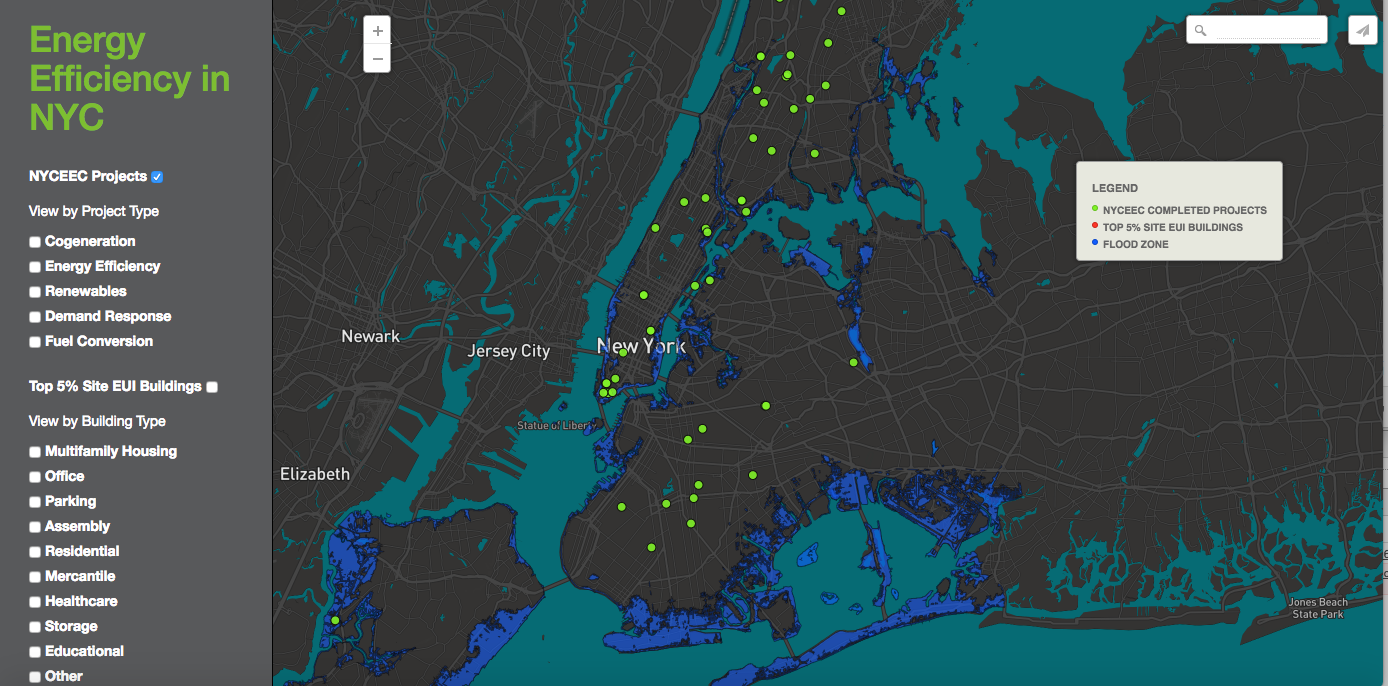 Energy
Efficiency in
NYC
NYCEEC Projects
View by Project Type
Cogeneration
Energy Efficiency
Renewables
Demand Response
Fuel Conversion
Top 5% Site EUI Buildings
View by Building Type
Multifamily Housing
Office
Parking
Assembly
Residential
Mercantile
Healthcare
Storage
Educational
Other
+
−
LEGEND
NYCEEC COMPLETED PROJECTS
TOP 5% SITE EUI BUILDINGS
FLOOD ZONE
Newark
Jersey City
New York
Statue of Liberty
Elizabeth
Jones Beach
State Park